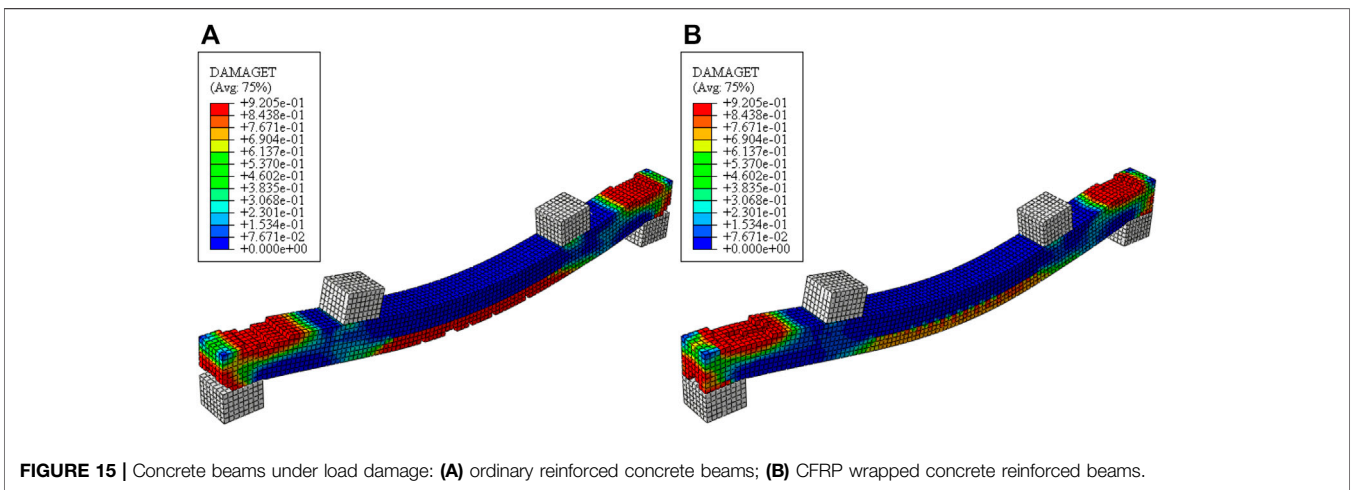 A
DAMAGET
(Avg: 75%)
+9.205e-01
+8.438e-01
+7.671e-01
+6.904e-01
+6.137e-01
+5.370e-01
+4.602e-01
+3.835e-01
+3.068e-01
+2.301e-01
+1.534e-01
+7.671e-02
+0.000e+00
B
DAMAGET
(Avg: 75%)
+9.205e-01
+8.438e-01
+7.671e-01
+6.904e-01
+6.137e-01
+5.370e-01
+4.602e-01
+3.835e-01
+3.068e-01
+2.301e-01
+1.534e-01
+7.671e-02
+0.000e+00
FIGURE 15 | Concrete beams under load damage: (A) ordinary reinforced concrete beams; (B) CFRP wrapped concrete reinforced beams.